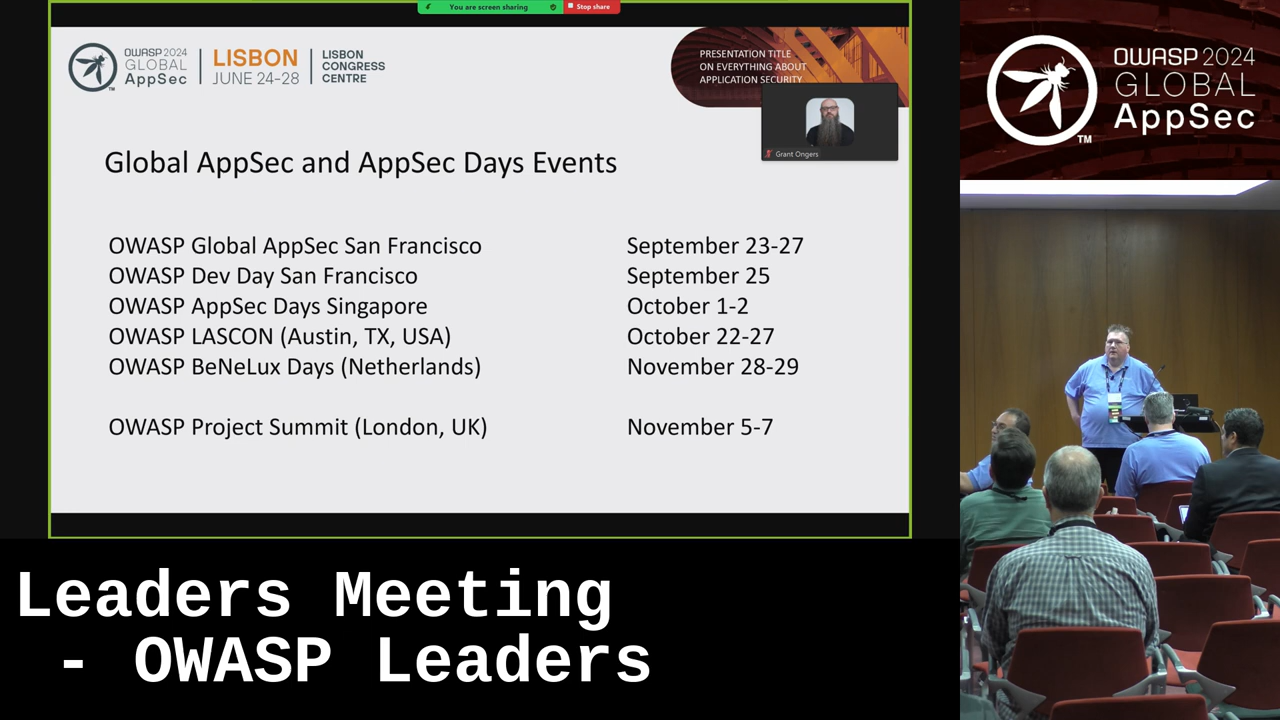 You are screen sharing
Stop share
OWASP 2024
GLOBAL
AppSec
TM
LISBON
JUNE 24-28
LISBON
CONGRESS
CENTRE
PRESENTATION TITLE
ON EVERYTHING ABOUT
APPLICATION SECURITY
Grant Ongers
Global AppSec and AppSec Days Events
OWASP Global AppSec San Francisco September 23-27
OWASP Dev Day San Francisco September 25
OWASP AppSec Days Singapore October 1-2
OWASP LASCON (Austin, TX, USA) October 22-27
OWASP BeNeLux Days (Netherlands) November 28-29
OWASP Project Summit (London, UK) November 5-7
Leaders Meeting
- OWASP Leaders
OWASP 2024
GLOBAL
AppSec
TM